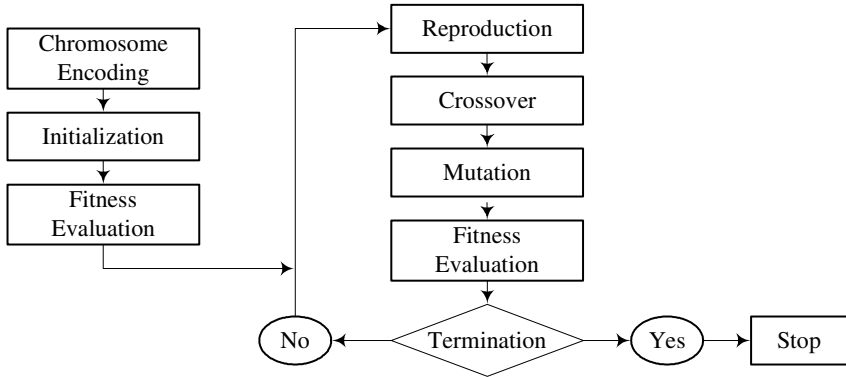 Chromosome
Encoding
Initialization
Fitness
Evaluation
Reproduction
Crossover
Mutation
Fitness
Evaluation
Termination
No
Yes
Stop